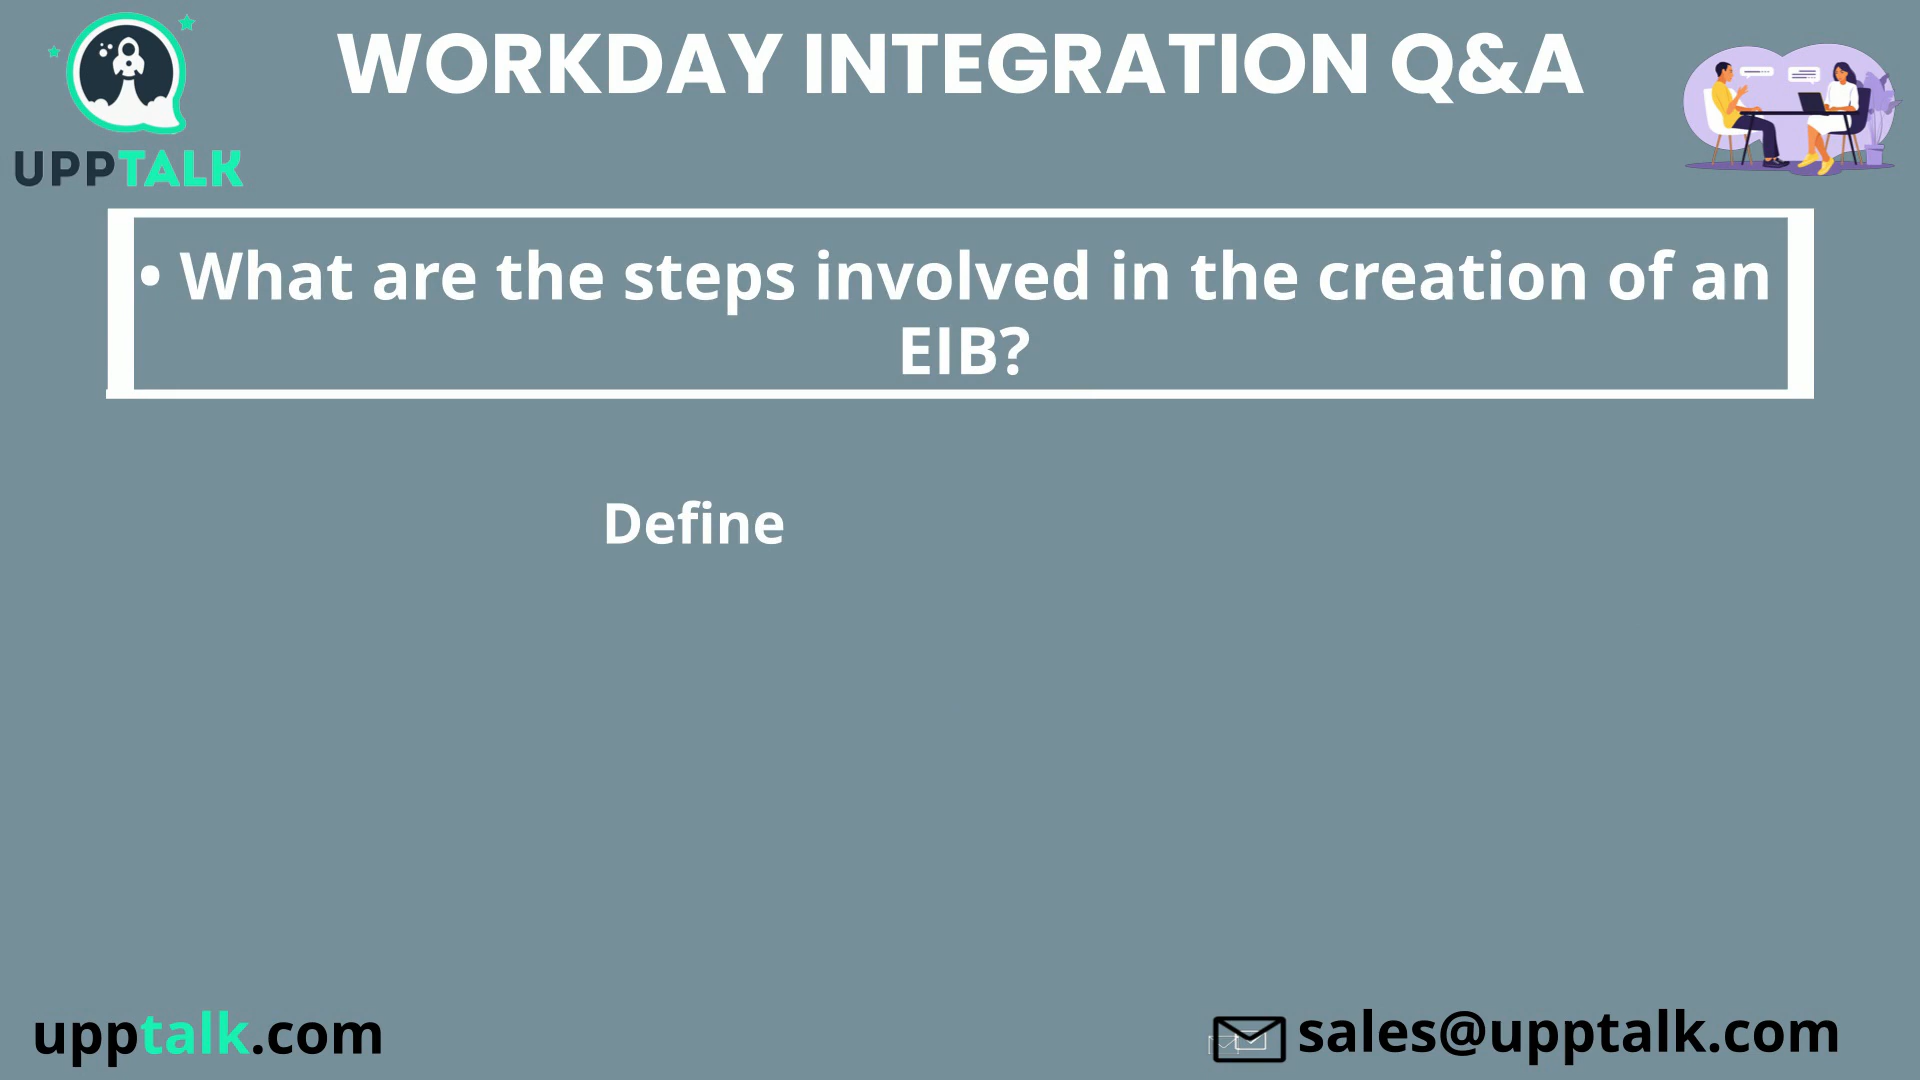 WORKDAY INTEGRATION Q&A
UPPTALK
• What are the steps involved in the creation of an
EIB?
Define
upptalk.com
sales@upptalk.com